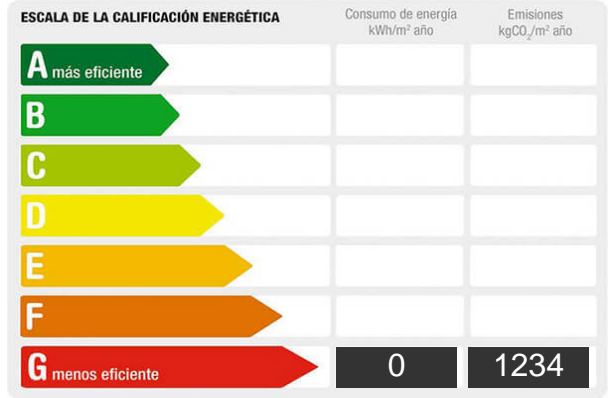 ESCALA DE LA CALIFICACIÓN ENERGÉTICA
Consumo de energía
kWh/m² año
Emisiones
kgCO₂/m² año
A más eficiente
B
C
D
E
F
G menos eficiente
0
1234